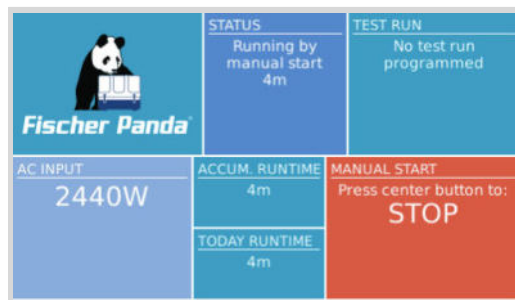 Fischer Panda
STATUS
Running by
manual start
4m
TEST RUN
No test run
programmed
AC INPUT
2440W
ACCUM. RUNTIME
4m
TODAY RUNTIME
4m
MANUAL START
Press center button to:
STOP